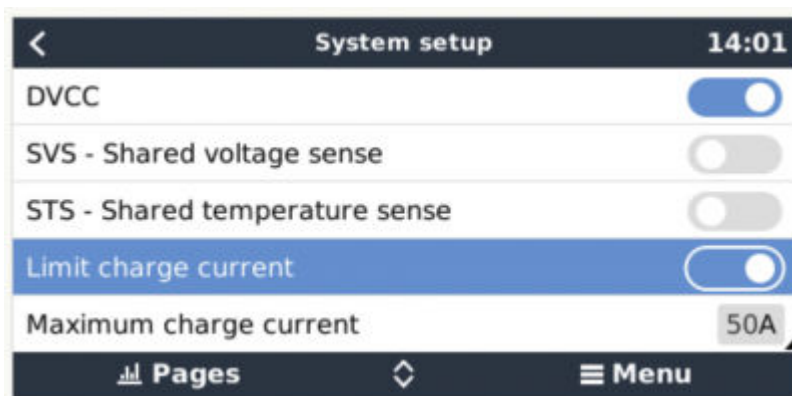 System setup 14:01
DVCC
SVS - Shared voltage sense
STS - Shared temperature sense
Limit charge current
Maximum charge current 50A
Pages Menu